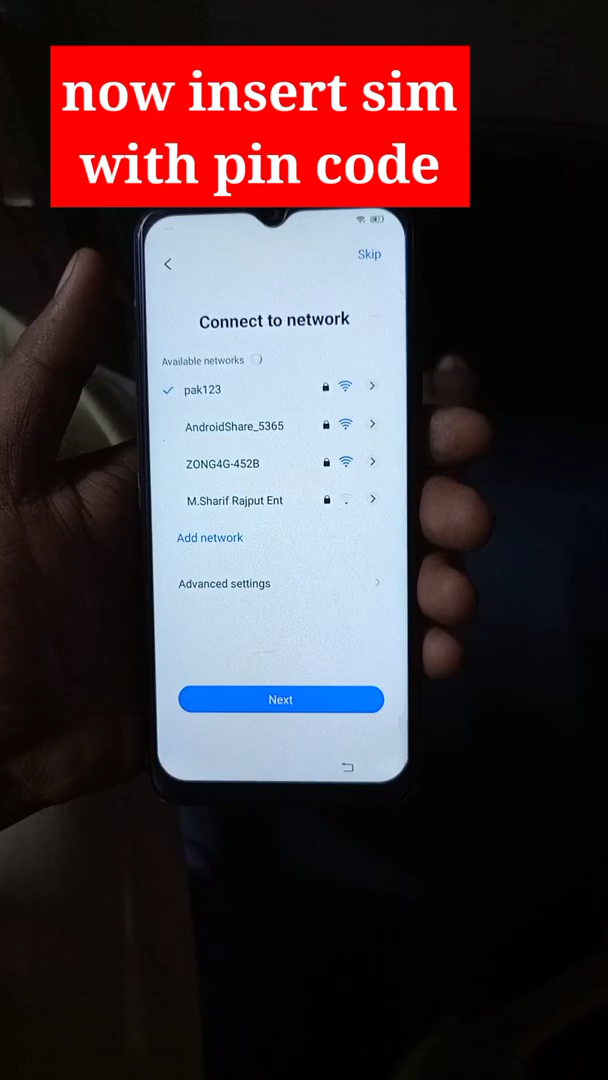 now insert sim
with pin code
Skip
Connect to network
Available networks
pak123
AndroidShare_5365
ZONG4G-452B
M.Sharif Rajput Ent
Add network
Advanced settings
Next